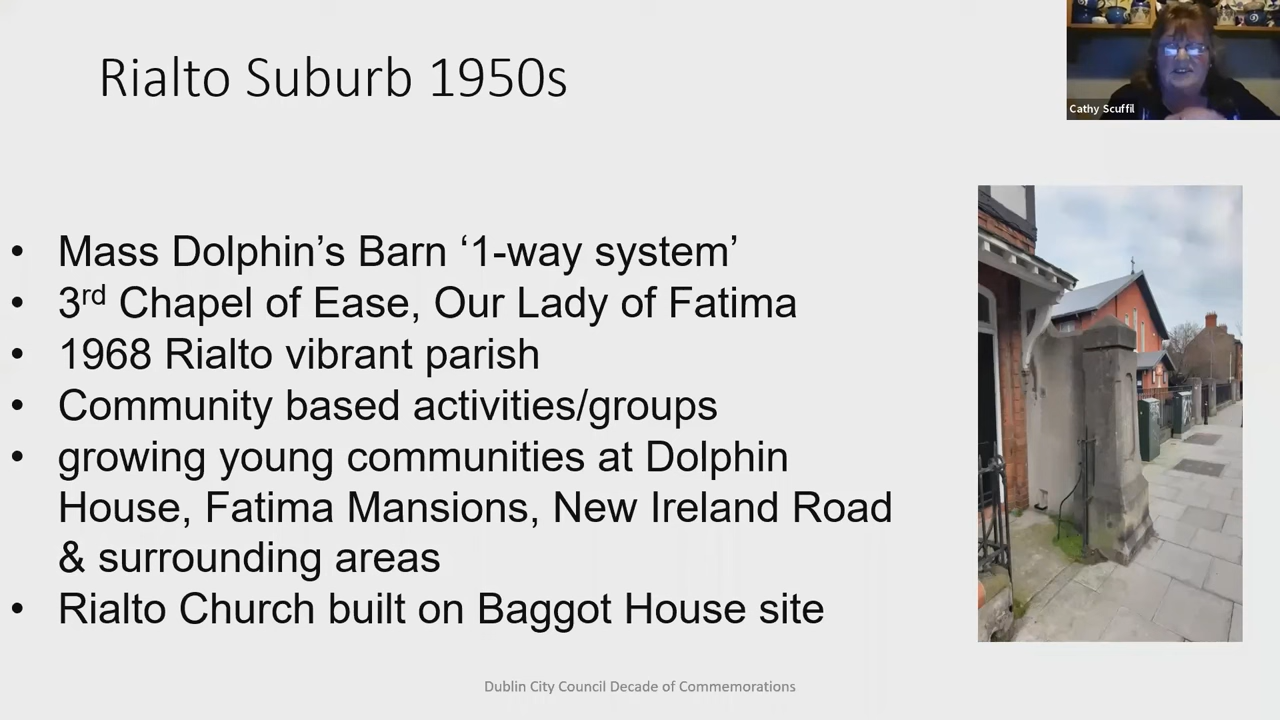 Rialto Suburb 1950s
Cathy Scuffil
• Mass Dolphin’s Barn ‘1-way system’
• 3rd Chapel of Ease, Our Lady of Fatima
• 1968 Rialto vibrant parish
• Community based activities/groups
• growing young communities at Dolphin
House, Fatima Mansions, New Ireland Road
& surrounding areas
• Rialto Church built on Baggot House site
Dublin City Council Decade of Commemorations